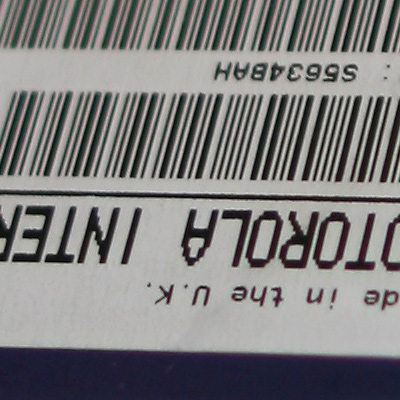 de in the U.K.
OTOROLA INTER
: S5634BAH